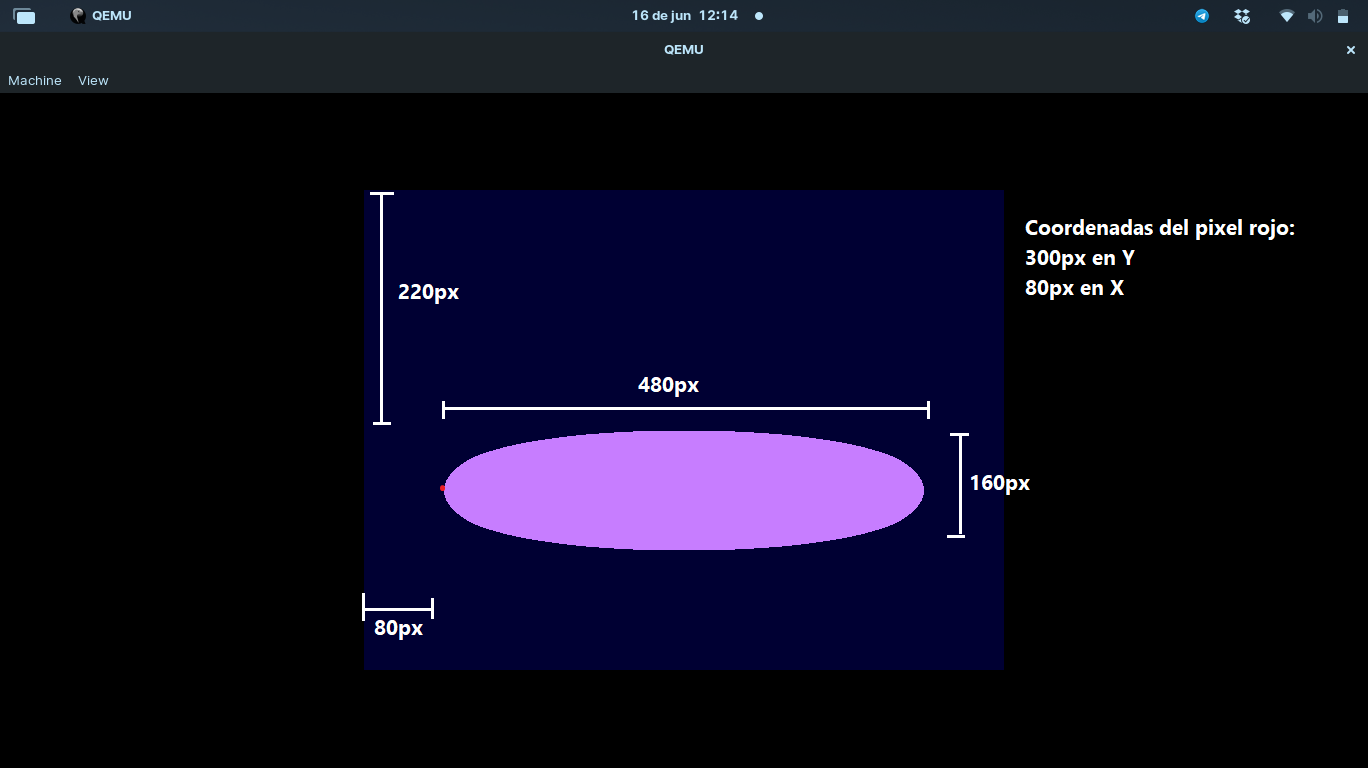 QEMU
16 de jun 12:14
QEMU
Machine View
220px
Coordenadas del pixel rojo:
300px en Y
80px en X
480px
160px
80px